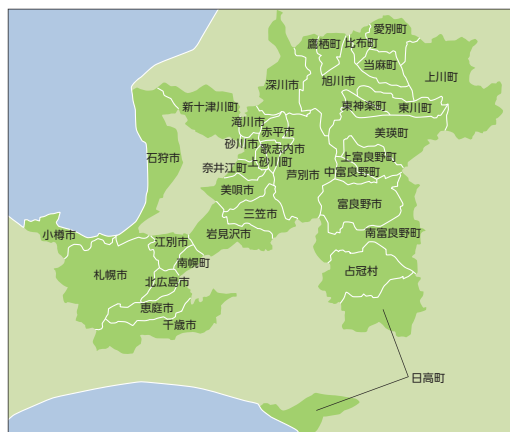 愛別町
鷹栖町
比布町
当麻町
上川町
深川市
旭川市
新十津川町
東神楽町
東川町
滝川市
赤平市
美瑛町
砂川市
歌志内市
石狩市
上砂川町
上富良野町
奈井江町
芦別市
中富良野町
美唄市
富良野市
三笠市
小樽市
江別市
岩見沢市
南富良野町
南幌町
札幌市
北広島市
占冠村
恵庭市
千歳市
日高町